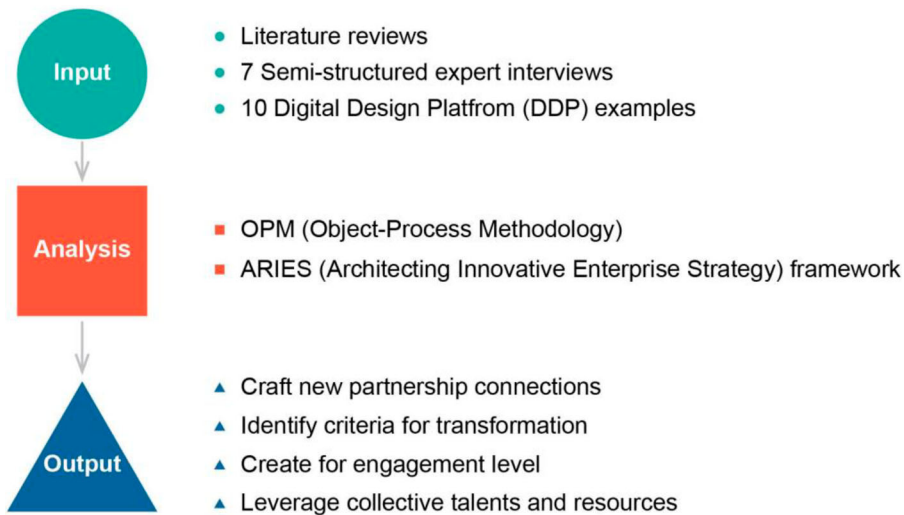 Input
Literature reviews
7 Semi-structured expert interviews
10 Digital Design Platfrom (DDP) examples
Analysis
OPM (Object-Process Methodology)
ARIES (Architecting Innovative Enterprise Strategy) framework
Output
Craft new partnership connections
Identify criteria for transformation
Create for engagement level
Leverage collective talents and resources